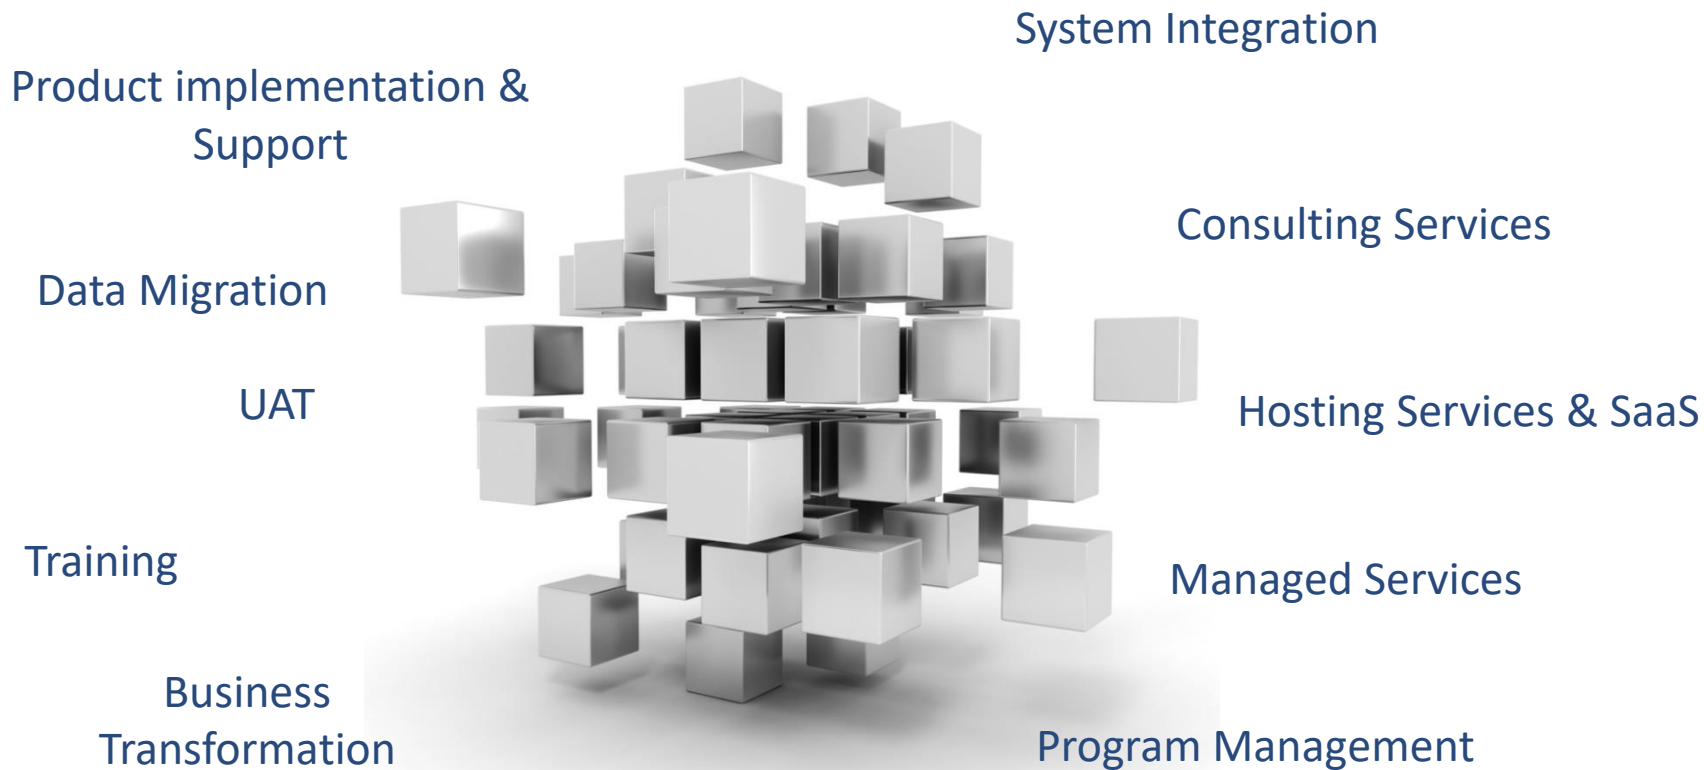 System Integration
Product implementation &
Support
Consulting Services
Data Migration
UAT
Hosting Services & SaaS
Training
Managed Services
Business
Transformation
Program Management